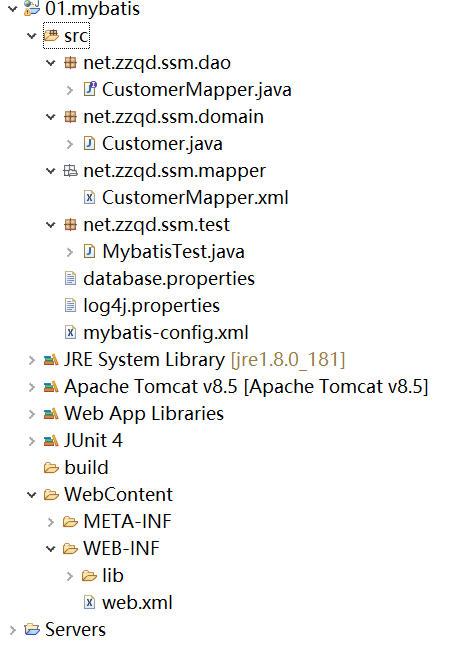 01.mybatis
src
net.zzqd.ssm.dao
CustomerMapper.java
net.zzqd.ssm.domain
Customer.java
net.zzqd.ssm.mapper
CustomerMapper.xml
net.zzqd.ssm.test
MybatisTest.java
database.properties
log4j.properties
mybatis-config.xml
JRE System Library [jre1.8.0_181]
Apache Tomcat v8.5 [Apache Tomcat v8.5]
Web App Libraries
JUnit 4
build
WebContent
META-INF
WEB-INF
lib
web.xml
Servers